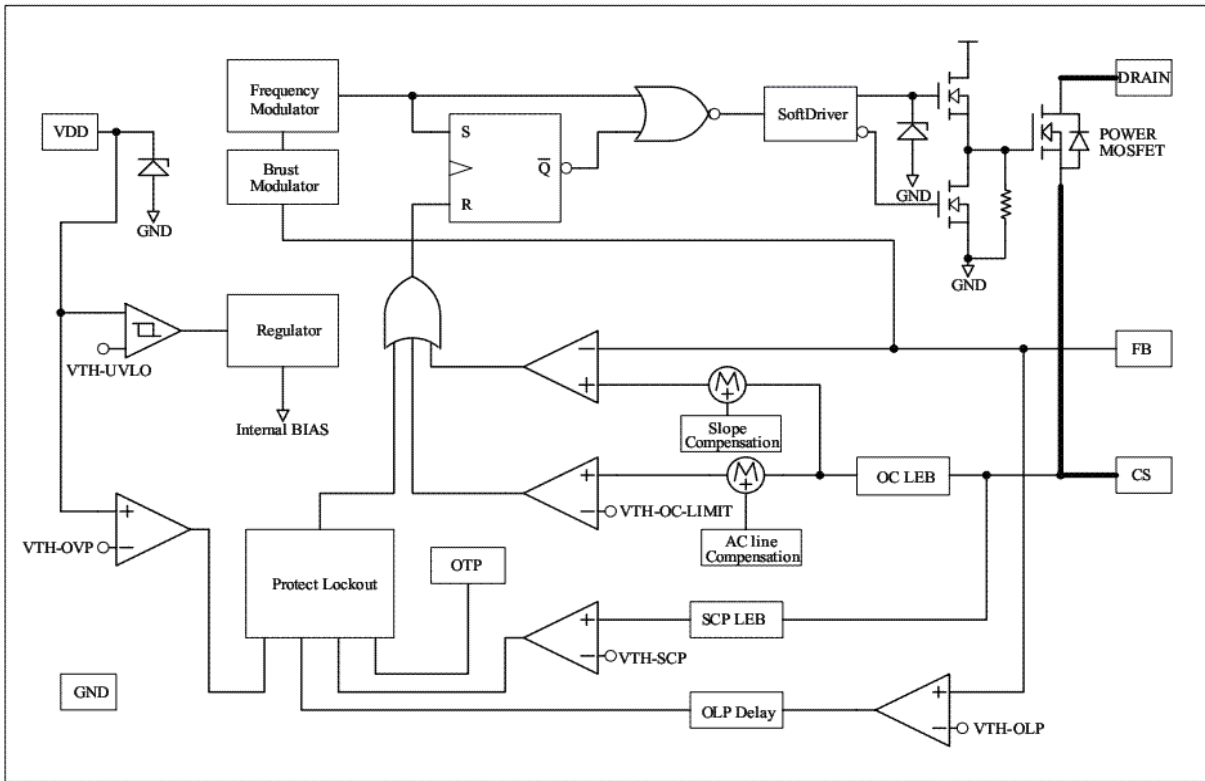 Frequency
Modulator
SoftDriver
DRAIN
VDD
S
POWER
MOSFET
Brust
Modulator
Q
R
GND
GND
GND
Regulator
VTH-UVLO
FB
Internal BIAS
Slope
Compensation
OC LEB
CS
VTH-OC-LIMIT
VTH-OVP
AC line
Compensation
OTP
Protect Lockout
SCP LEB
VTH-SCP
GND
OLP Delay
VTH-OLP